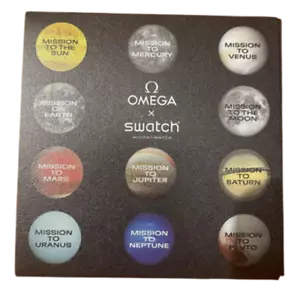 MISSION
TO THE
SUN
MISSION
TO
MERCURY
MISSION
TO
VENUS
MISSION
ON
EARTH
Ω
OMEGA
×
swatch
MISSION
TO THE
MOON
MISSION
TO
MARS
MISSION
TO
JUPITER
MISSION
TO
SATURN
MISSION
TO
URANUS
MISSION
TO
NEPTUNE
MISSION
TO
PLUTO